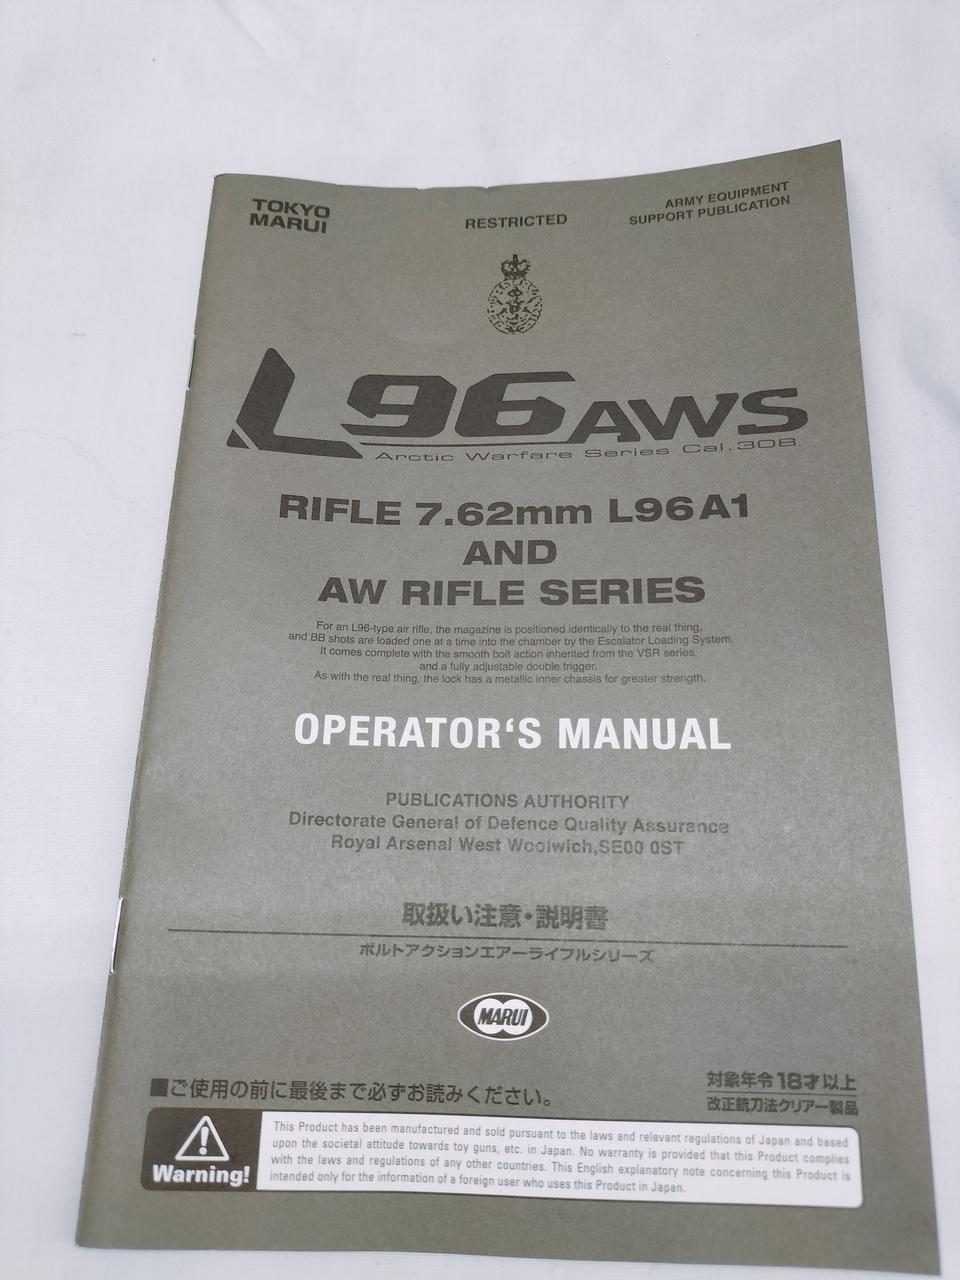 TOKYO
MARUI
RESTRICTED
ARMY EQUIPMENT
SUPPORT PUBLICATION
L96 AWS
Arctic Warfare Series Cal.308
RIFLE 7.62mm L96A1
AND
AW RIFLE SERIES
For an L96-type air rifle, the magazine is positioned identically to the real thing,
and BB shots are loaded one at a time into the chamber by the Escalator Loading System.
It comes complete with the smooth bolt action inherited from the VSR series,
and a fully adjustable double trigger.
As with the real thing, the lock has a metallic inner chassis for greater strength.
OPERATOR‘S MANUAL
PUBLICATIONS AUTHORITY
Directorate General of Defence Quality Assurance
Royal Arsenal West Woolwich,SE00 0ST
取扱い注意・説明書
ボルトアクションエアーライフルシリーズ
MARUI
■ご使用の前に最後まで必ずお読みください。
対象年令18才以上
改正銃刀法クリアー製品
Warning!
This Product has been manufactured and sold pursuant to the laws and relevant regulations of Japan and based
upon the societal attitude towards toy guns, etc. in Japan. No warranty is provided that this Product complies
with the laws and regulations of any other countries. This English explanatory note concerning this Product is
intended only for the information of a foreign user who uses this Product in Japan.